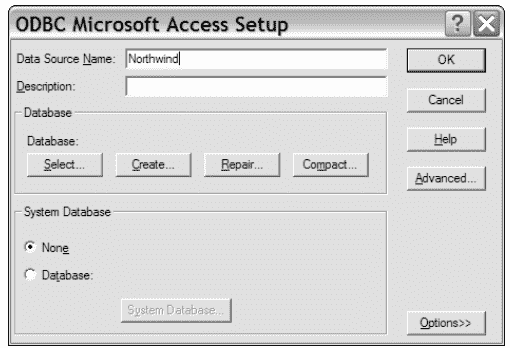 ODBC Microsoft Access Setup
Data Source Name: Northwind OK
Description: Cancel
Database
Database: Help
Select... Create... Repair... Compact...
Advanced...
System Database
None
Database:
System Database...
Options>>